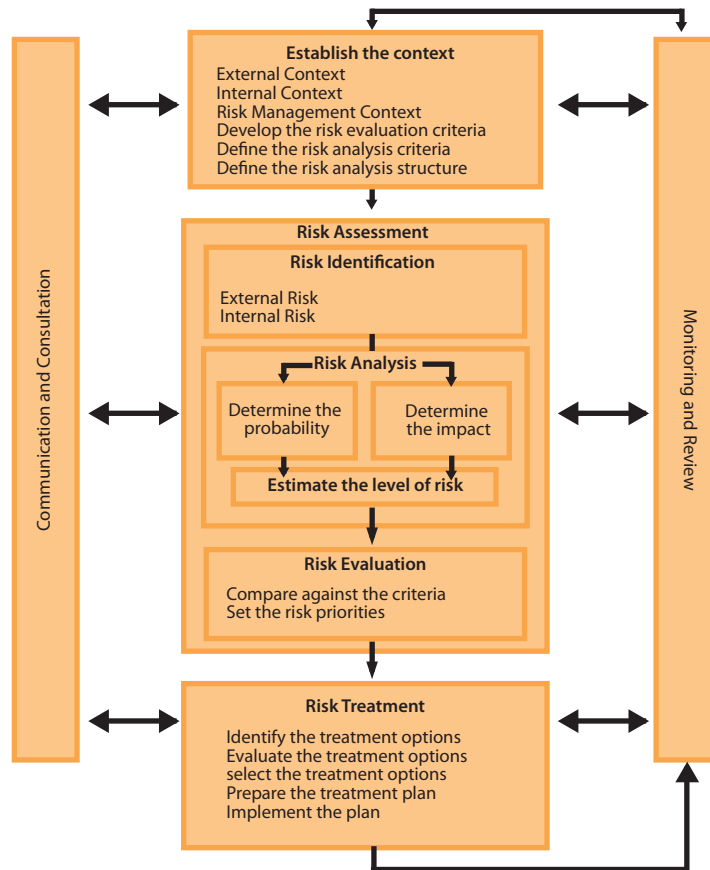 Establish the context
External Context
Internal Context
Risk Management Context
Develop the risk evaluation criteria
Define the risk analysis criteria
Define the risk analysis structure
Communication and Consultation
Monitoring and Review
Risk Assessment
Risk Identification
External Risk
Internal Risk
Risk Analysis
Determine the
probability
Determine
the impact
Estimate the level of risk
Risk Evaluation
Compare against the criteria
Set the risk priorities
Risk Treatment
Identify the treatment options
Evaluate the treatment options
select the treatment options
Prepare the treatment plan
Implement the plan